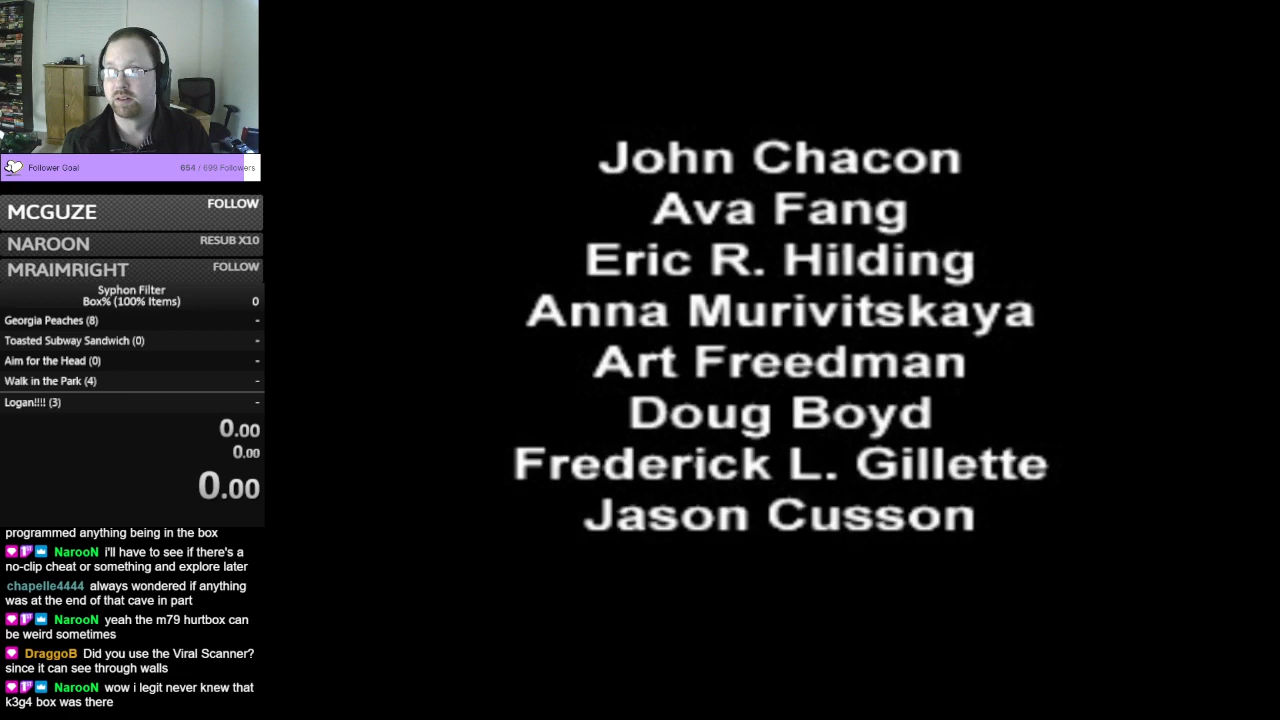 Follower Goal 654 / 699 Followers
MCGUZE FOLLOW
NAROON RESUB X10
MRAIMRIGHT FOLLOW
Syphon Filter
Box% (100% Items) 0
Georgia Peaches (8) -
Toasted Subway Sandwich (0) -
Aim for the Head (0) -
Walk in the Park (4) -
Logan!!!! (3) -
0.00
0.00
0.00
programmed anything being in the box
NarooN i'll have to see if there's a
no-clip cheat or something and explore later
chapelle4444 always wondered if anything
was at the end of that cave in part
NarooN yeah the m79 hurtbox can
be weird sometimes
DraggoB Did you use the Viral Scanner?
since it can see through walls
NarooN wow i legit never knew that
k3g4 box was there
John Chacon
Ava Fang
Eric R. Hilding
Anna Murivitskaya
Art Freedman
Doug Boyd
Frederick L. Gillette
Jason Cusson